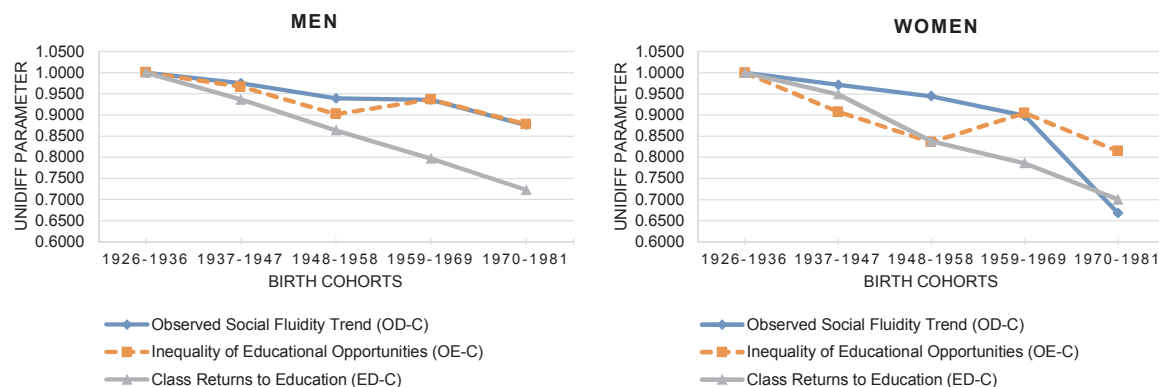 MEN
UNIDIFF PARAMETER
1.0500
1.0000
0.9500
0.9000
0.8500
0.8000
0.7500
0.7000
0.6500
0.6000
1926-1936 1937-1947 1948-1958 1959-1969 1970-1981
BIRTH COHORTS
Observed Social Fluidity Trend (OD-C)
Inequality of Educational Opportunities (OE-C)
Class Returns to Education (ED-C)
WOMEN
UNIDIFF PARAMETER
1.0500
1.0000
0.9500
0.9000
0.8500
0.8000
0.7500
0.7000
0.6500
0.6000
1926-1936 1937-1947 1948-1958 1959-1969 1970-1981
BIRTH COHORTS
Observed Social Fluidity Trend (OD-C)
Inequality of Educational Opportunities (OE-C)
Class Returns to Education (ED-C)